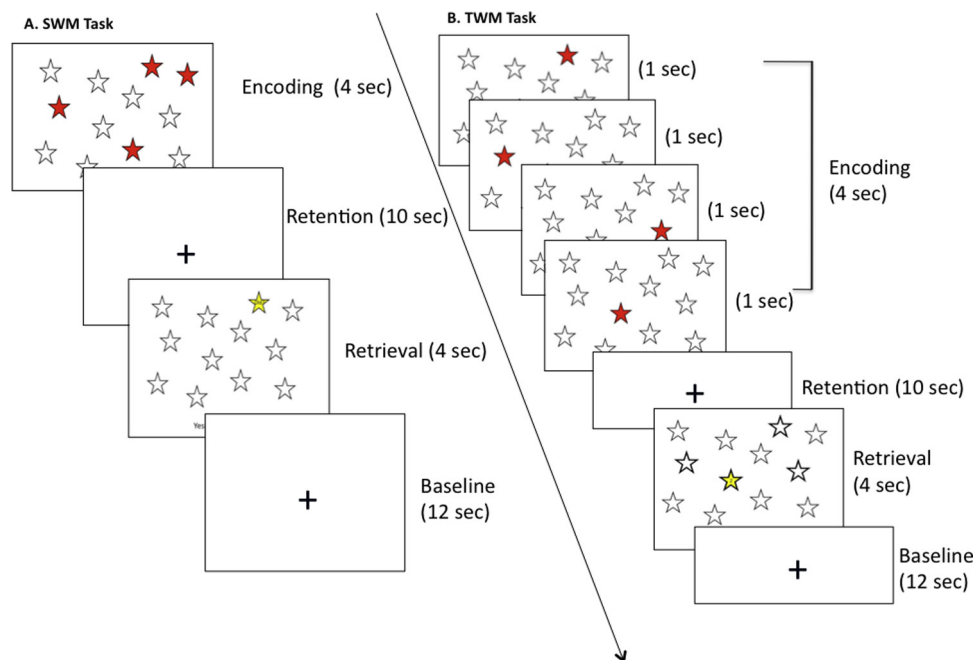 A. SWM Task
Encoding (4 sec)
Retention (10 sec)
Retrieval (4 sec)
Yes
Baseline
(12 sec)
B. TWM Task
(1 sec)
(1 sec)
(1 sec)
(1 sec)
Encoding
(4 sec)
Retention (10 sec)
Retrieval
(4 sec)
Baseline
(12 sec)